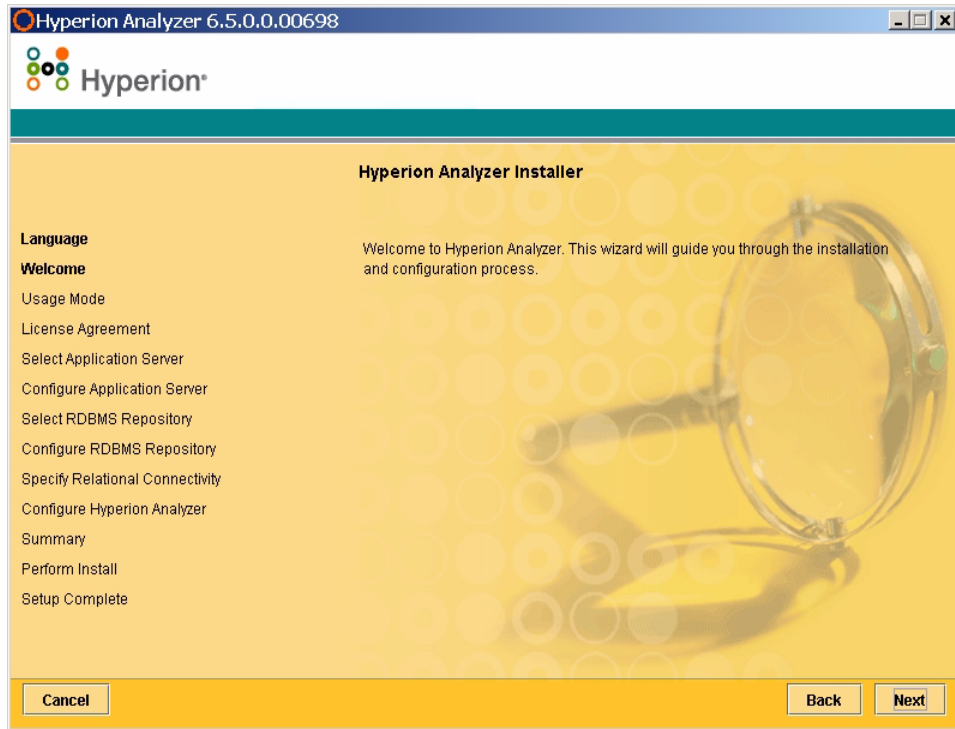 Hyperion Analyzer 6.5.0.0.00698
Hyperion
Hyperion Analyzer Installer
Language
Welcome
Usage Mode
License Agreement
Select Application Server
Configure Application Server
Select RDBMS Repository
Configure RDBMS Repository
Specify Relational Connectivity
Configure Hyperion Analyzer
Summary
Perform Install
Setup Complete
Welcome to Hyperion Analyzer. This wizard will guide you through the installation
and configuration process.
Cancel
Back
Next